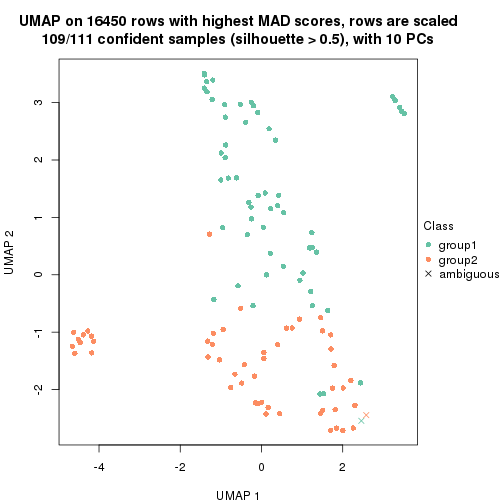 UMAP on 16450 rows with highest MAD scores, rows are scaled
109/111 confident samples (silhouette > 0.5), with 10 PCs
3
2
1
0
-1
-2
UMAP 2
-4
-2
0
2
UMAP 1
Class
group1
group2
ambiguous